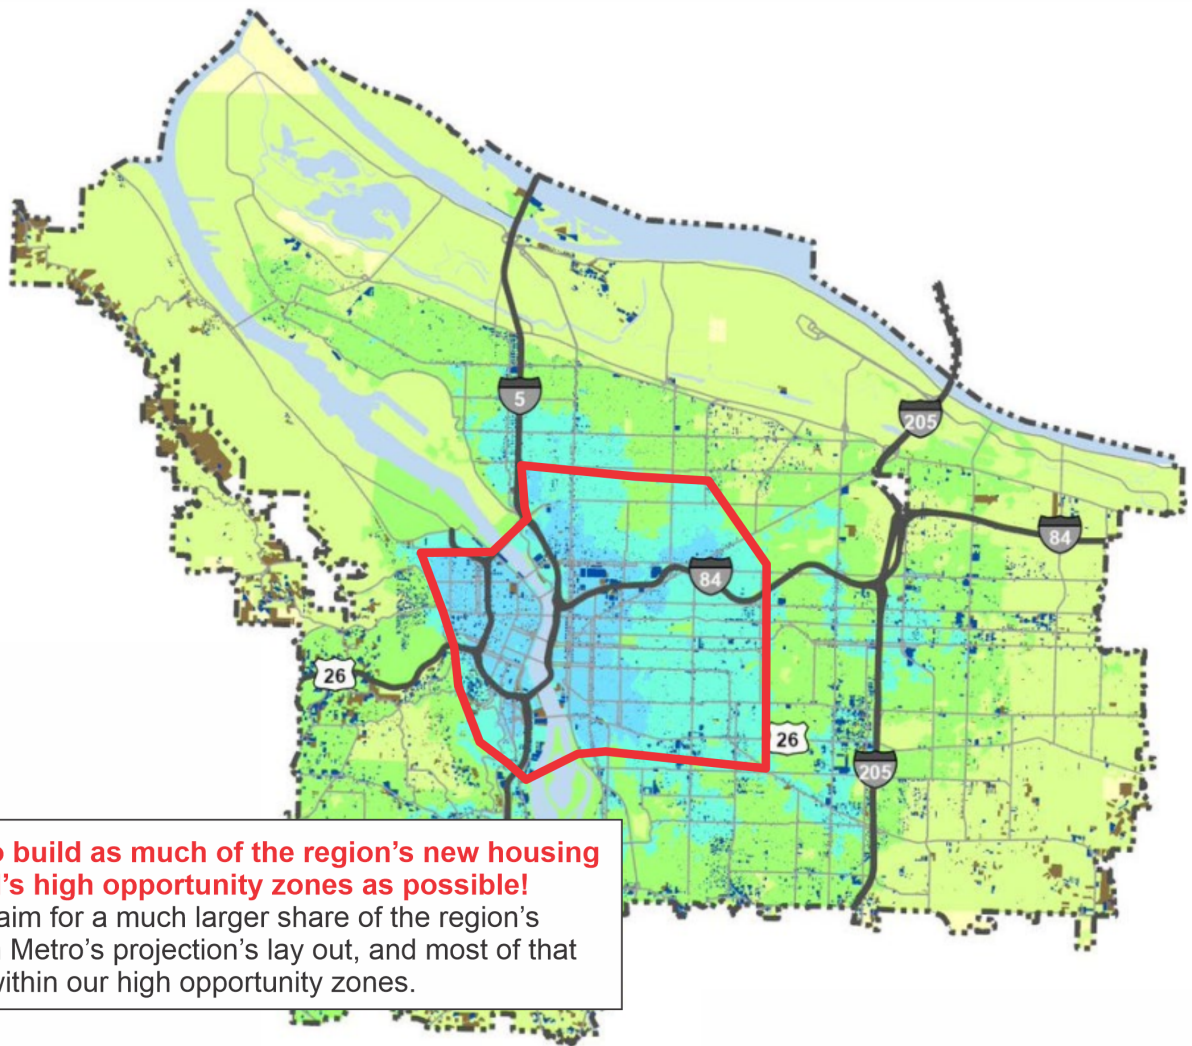 5
205
84
84
26
26
205
build as much of the region's new housing
's high opportunity zones as possible!
aim for a much larger share of the region's
Metro's projection's lay out, and most of that
within our high opportunity zones.